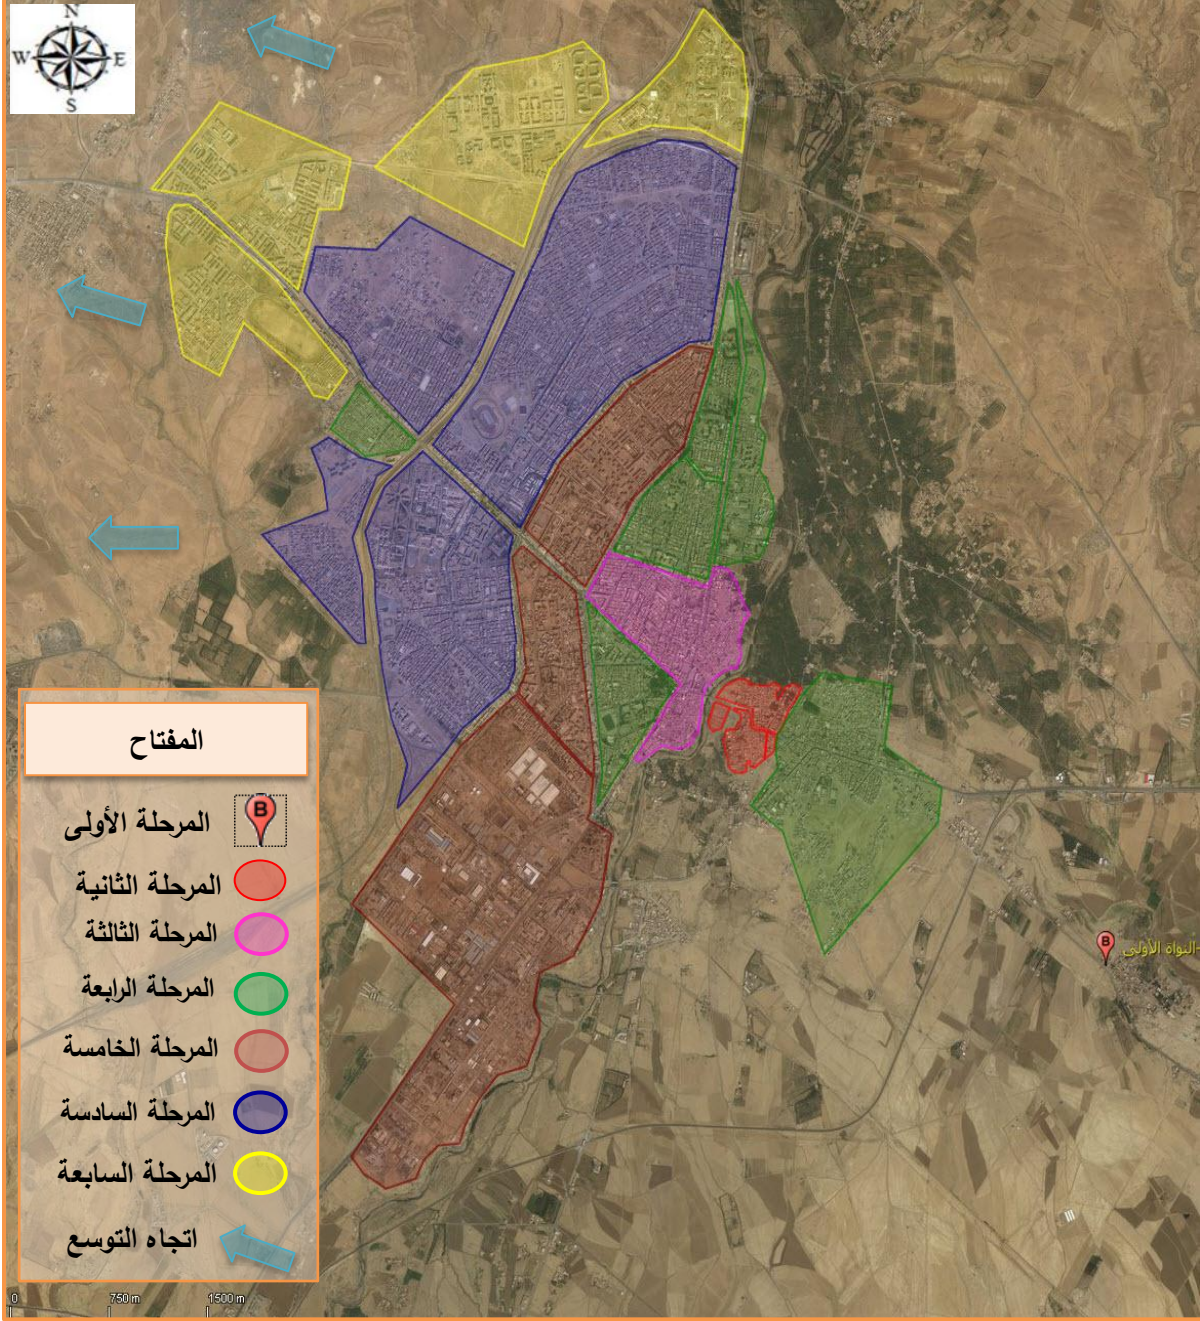 N
W E
S
B
-النواة الأولى
المفتاح
B
المرحلة الأولى
المرحلة الثانية
المرحلة الثالثة
المرحلة الرابعة
المرحلة الخامسة
المرحلة السادسة
المرحلة السابعة
اتجاه التوسع
0 750 m 1500 m